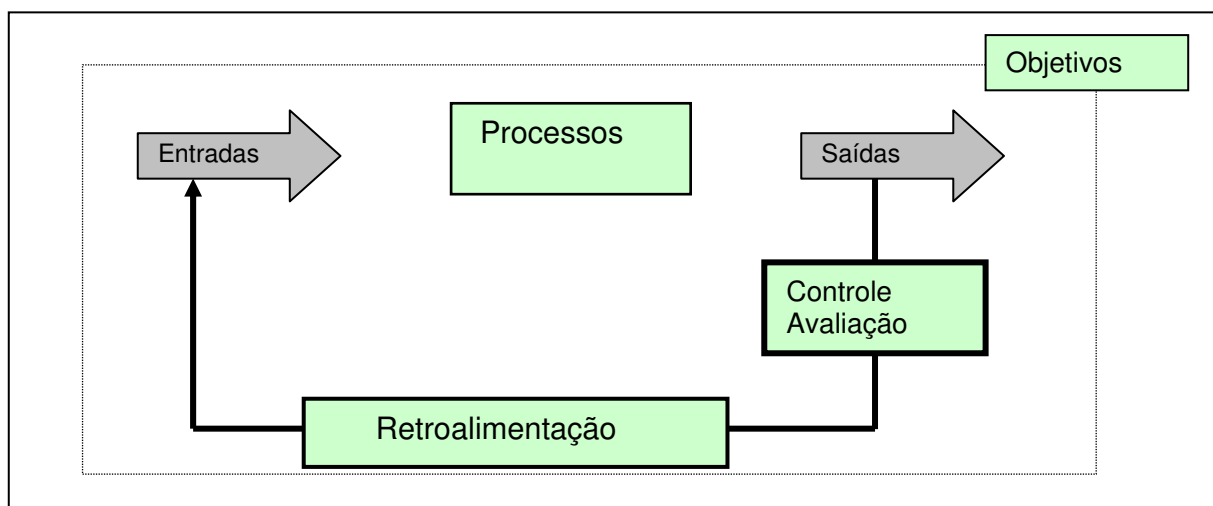 Objetivos
Processos
Entradas
Saídas
Controle
Avaliação
Retroalimentação